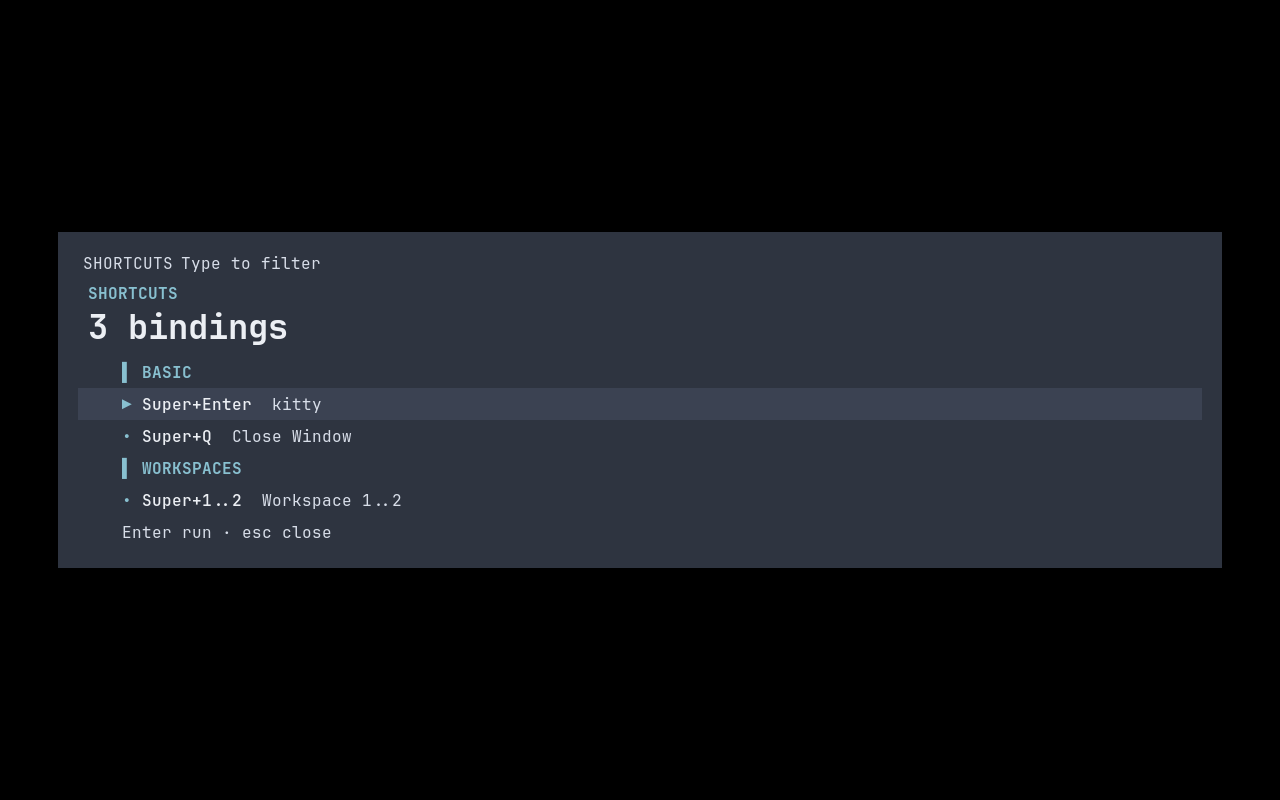 SHORTCUTS Type to filter
SHORTCUTS
3 bindings
BASIC
▶ Super+Enter  kitty
• Super+Q  Close Window
WORKSPACES
• Super+1..2  Workspace 1..2
Enter run · esc close